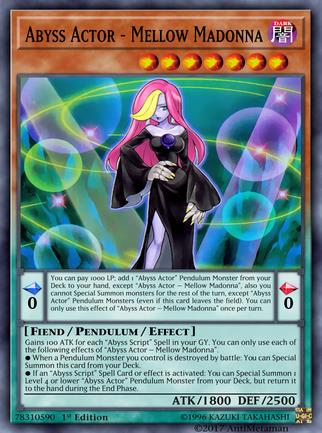 Abyss Actor - Mellow Madonna
DARK
闇
You can pay 1000 LP; add 1 "Abyss Actor" Pendulum Monster from your
Deck to your hand, except "Abyss Actor – Mellow Madonna", also you
cannot Special Summon monsters for the rest of the turn, except "Abyss
Actor" Pendulum Monsters (even if this card leaves the field). You can
only use this effect of "Abyss Actor – Mellow Madonna" once per turn.
0
0
[Fiend / Pendulum / Effect]
Gains 100 ATK for each "Abyss Script" Spell in your GY. You can only use each
of the following effects of "Abyss Actor – Mellow Madonna".
● When a Pendulum Monster you control is destroyed by battle: You can Special
Summon this card from your Deck.
● If an "Abyss Script" Spell Card or effect is activated: You can Special Summon 1
Level 4 or lower "Abyss Actor" Pendulum Monster from your Deck, but return it
to the hand during the End Phase.
ATK/1800 DEF/2500
78310590 1st Edition
©1996 KAZUKI TAKAHASHI
©2017 AntiMetaman